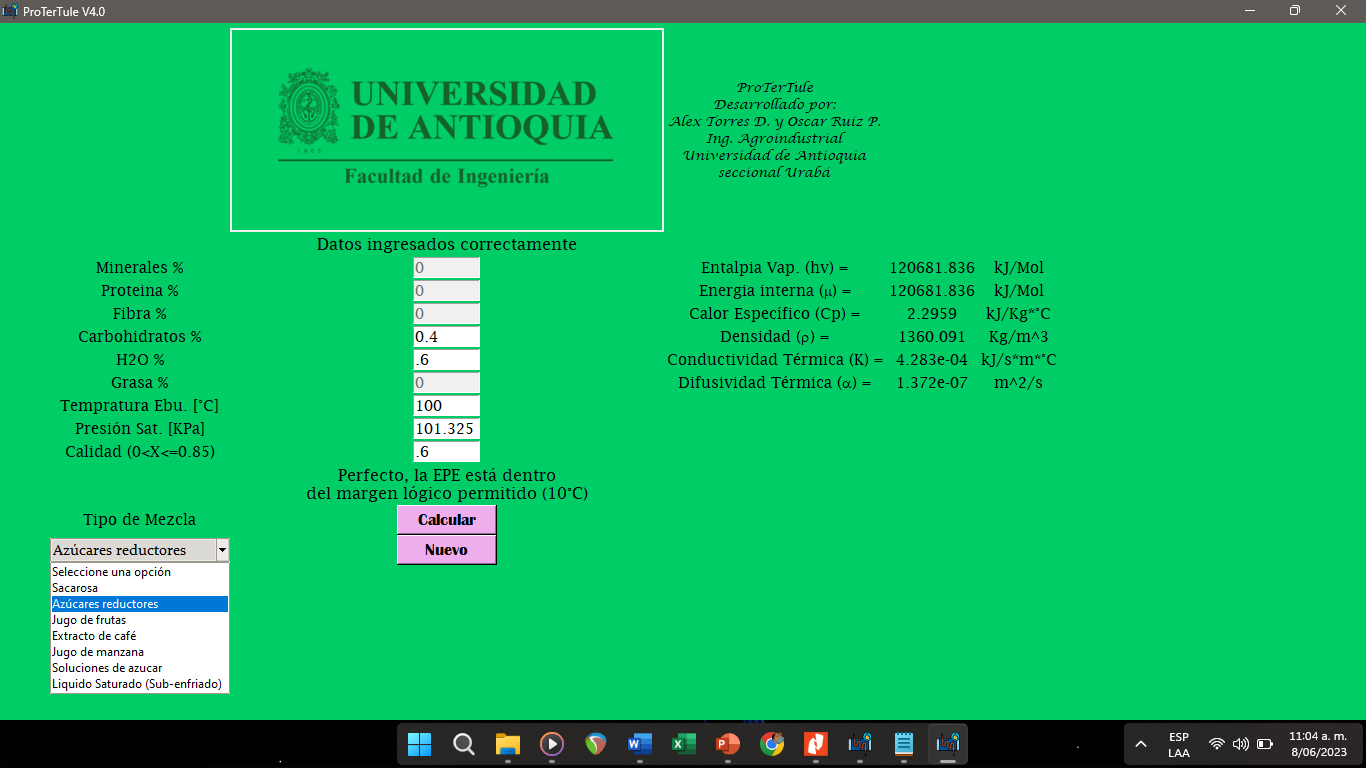 ProTerTule V4.0
UNIVERSIDAD
DE ANTIOQUIA
1803
Facultad de Ingeniería
ProTerTule
Desarrollado por:
Alex Torres D. y Oscar Ruiz P.
Ing. Agroindustrial
Universidad de Antioquia
seccional Urabá
Datos ingresados correctamente
Minerales % 0
Proteina % 0
Fibra % 0
Carbohidratos % 0.4
H2O % .6
Grasa % 0
Tempratura Ebu. [°C] 100
Presión Sat. [KPa] 101.325
Calidad (0<X<=0.85) .6
Entalpia Vap. (hv) = 120681.836 kJ/Mol
Energia interna (μ) = 120681.836 kJ/Mol
Calor Específico (Cp) = 2.2959 kJ/Kg*°C
Densidad (ρ) = 1360.091 Kg/m^3
Conductividad Térmica (K) = 4.283e-04 kJ/s*m*°C
Difusividad Térmica (α) = 1.372e-07 m^2/s
Perfecto, la EPE está dentro
del margen lógico permitido (10°C)
Tipo de Mezcla
Calcular
Nuevo
Azúcares reductores
Seleccione una opción
Sacarosa
Azúcares reductores
Jugo de frutas
Extracto de café
Jugo de manzana
Soluciones de azucar
Liquido Saturado (Sub-enfriado)
ESP
LAA
11:04 a. m.
8/06/2023